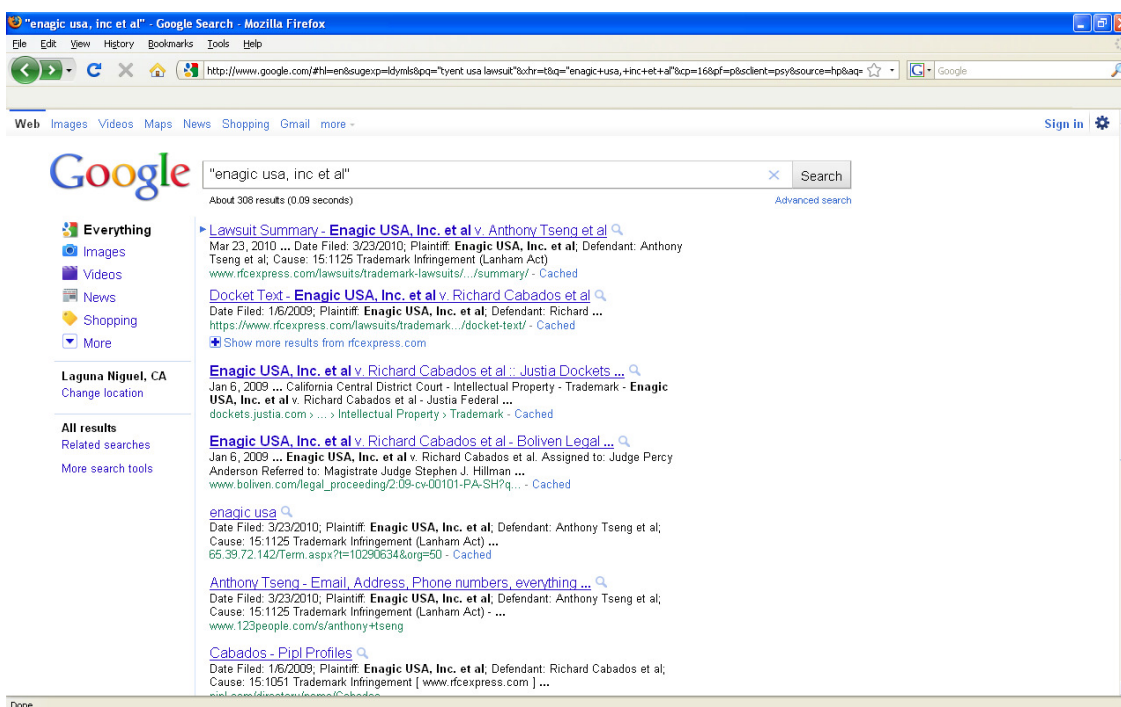 "enagic usa, inc et al" - Google Search - Mozilla Firefox
File Edit View History Bookmarks Tools Help
http://www.google.com/#hl=en&sugexp=ldymls&pq="tyent usa lawsuit"&xhr=t&q="enagic+usa,+inc+et+al"&cp=16&pf=p&sclient=psy&source=hp&aq= Google
Web Images Videos Maps News Shopping Gmail more Sign in
Google "enagic usa, inc et al" Search
About 308 results (0.09 seconds) Advanced search
Everything
Images
Videos
News
Shopping
More
Laguna Niguel, CA
Change location
All results
Related searches
More search tools
Lawsuit Summary - Enagic USA, Inc. et al v. Anthony Tseng et al
Mar 23, 2010 ... Date Filed: 3/23/2010; Plaintiff: Enagic USA, Inc. et al; Defendant: Anthony
Tseng et al; Cause: 15:1125 Trademark Infringement (Lanham Act)
www.rfcexpress.com/lawsuits/trademark-lawsuits/.../summary/ - Cached
Docket Text - Enagic USA, Inc. et al v. Richard Cabados et al
Date Filed: 1/6/2009; Plaintiff: Enagic USA, Inc. et al; Defendant: Richard ...
https://www.rfcexpress.com/lawsuits/trademark.../docket-text/ - Cached
Show more results from rfcexpress.com
Enagic USA, Inc. et al v. Richard Cabados et al :: Justia Dockets ...
Jan 6, 2009 ... California Central District Court - Intellectual Property - Trademark - Enagic
USA, Inc. et al v. Richard Cabados et al - Justia Federal ...
dockets.justia.com › ... › Intellectual Property › Trademark - Cached
Enagic USA, Inc. et al v. Richard Cabados et al - Boliven Legal ...
Jan 6, 2009 ... Enagic USA, Inc. et al v. Richard Cabados et al. Assigned to: Judge Percy
Anderson Referred to: Magistrate Judge Stephen J. Hillman ...
www.boliven.com/legal_proceeding/2:09-cv-00101-PA-SH?q... - Cached
enagic usa
Date Filed: 3/23/2010; Plaintiff: Enagic USA, Inc. et al; Defendant: Anthony Tseng et al;
Cause: 15:1125 Trademark Infringement (Lanham Act) ...
65.39.72.142/Term.aspx?t=10290634&org=50 - Cached
Anthony Tseng - Email, Address, Phone numbers, everything ...
Date Filed: 3/23/2010; Plaintiff: Enagic USA, Inc. et al; Defendant: Anthony Tseng et al;
Cause: 15:1125 Trademark Infringement (Lanham Act) - ...
www.123people.com/s/anthony+tseng
Cabados - Pipl Profiles
Date Filed: 1/6/2009; Plaintiff: Enagic USA, Inc. et al; Defendant: Richard Cabados et al;
Cause: 15:1051 Trademark Infringement [ www.rfcexpress.com ] ...
pipl.com/directory/name/Cabados
Done